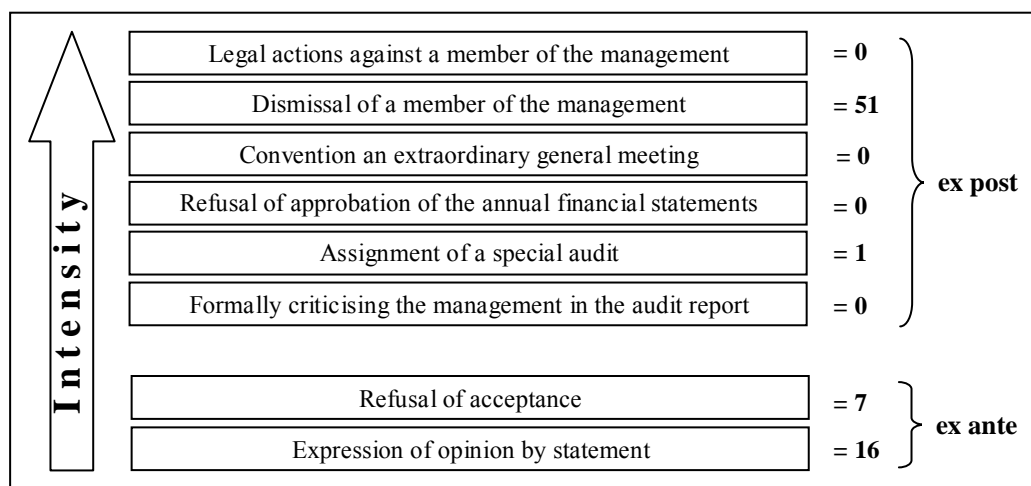 Intensity
Legal actions against a member of the management = 0
Dismissal of a member of the management = 51
Convention an extraordinary general meeting = 0
Refusal of approbation of the annual financial statements = 0
Assignment of a special audit = 1
Formally criticising the management in the audit report = 0
ex post
Refusal of acceptance = 7
Expression of opinion by statement = 16
ex ante